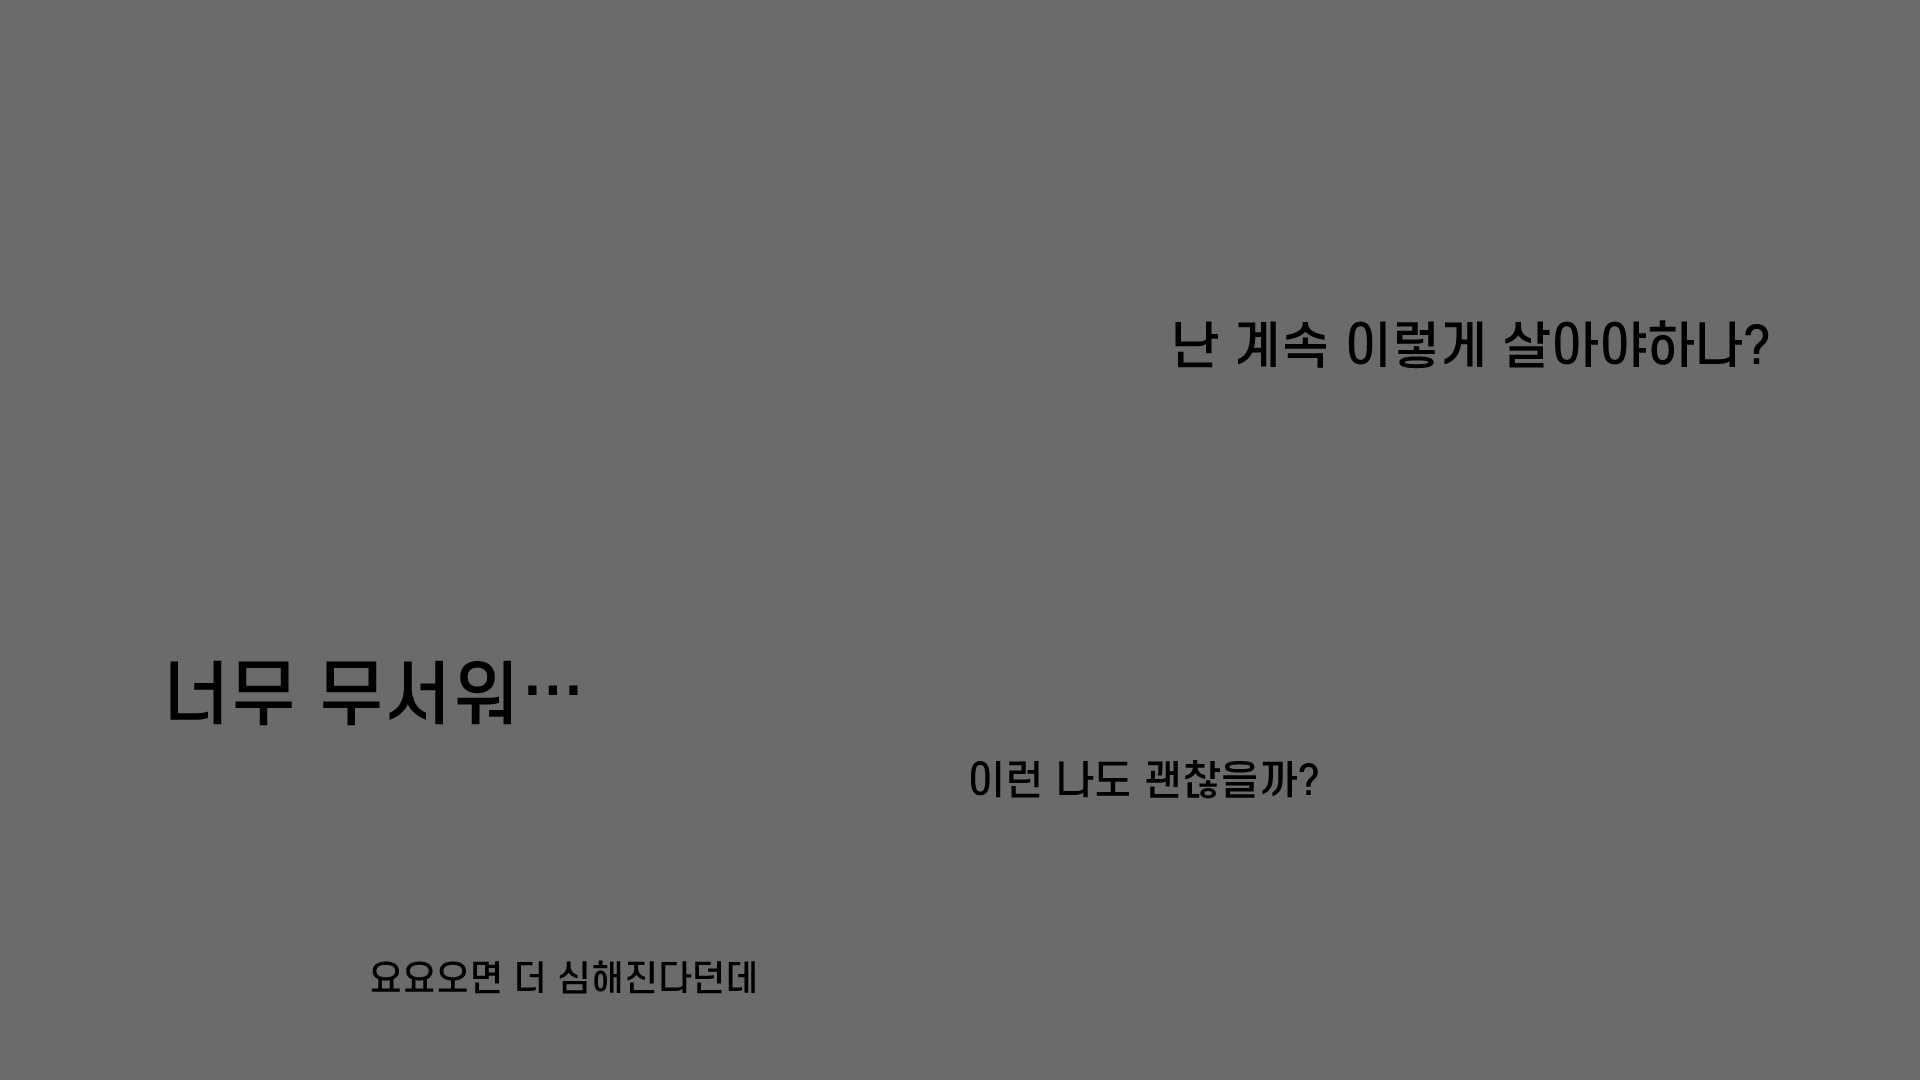 난 계속 이렇게 살아야하나?
너무 무서워…
이런 나도 괜찮을까?
요요오면 더 심해진다던데